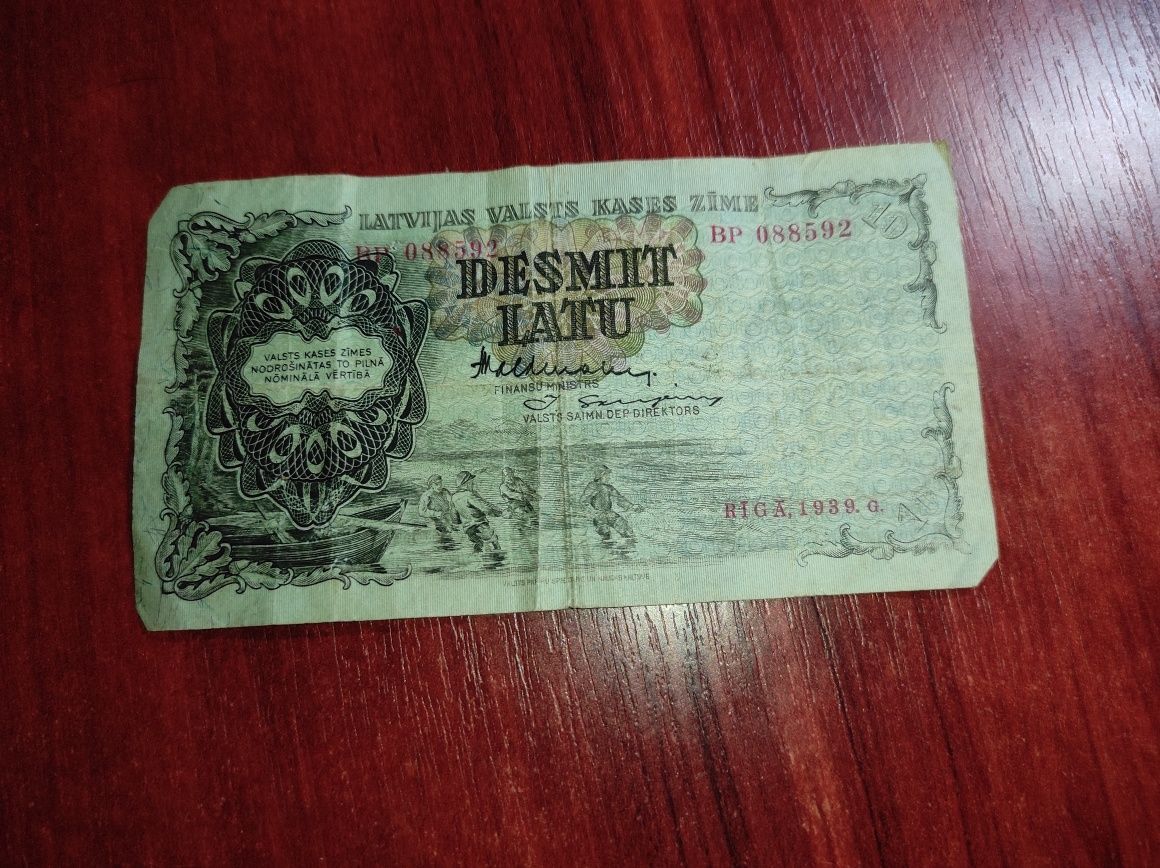 LATVIJAS VALSTS KASES ZĪME
BP 088592
BP 088592
10
DESMIT
LATU
VALSTS KASES ZĪMES
NODROŠINĀTAS TO PILNĀ
NŌMINĀLĀ VĒRTĪBĀ
FINANSU MINISTRS
VALSTS SAIMN. DEP. DIREKTORS
RĪGĀ, 1939. G.
A